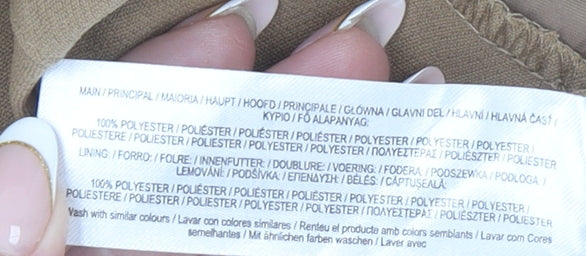 MAIN / PRINCIPAL / MAIORIA / HAUPT / HOOFD / PRINCIPALE / GŁÓWNA / GLAVNI DEL / HLAVNÍ / HLAVNÁ ČASŤ /
ΚΥΡΙΟ / FŐ ALAPANYAG:
100% POLYESTER / POLIÉSTER / POLIÉSTER / POLIÉSTER / POLYESTER / POLYESTER / POLYESTER /
POLIESTERE / POLIESTER / POLYESTER / POLYESTER / POLYESTER / ΠΟΛΥΕΣΤΕΡΑΣ / POLIÉSZTER / POLIESTER
LINING: / FORRO: / FOLRE: / INNENFUTTER: / DOUBLURE: / VOERING: / FODERA: / PODSZEWKA / PODLOGA /
LEMOVÁNÍ / PODŠÍVKA: / ΕΠΕΝΔΥΣΗ: / BÉLÉS: / CĂPTUȘEALĂ:
100% POLYESTER / POLIÉSTER / POLIÉSTER / POLIÉSTER / POLYESTER / POLYESTER / POLYESTER /
POLIESTERE / POLIESTER / POLYESTER / POLYESTER / POLYESTER / ΠΟΛΥΕΣΤΕΡΑΣ / POLIÉSZTER / POLIESTER
Wash with similar colours / Lavar con colores similares / Renteu el producte amb colors semblants / Lavar com Cores
semelhantes / Mit ähnlichen farben waschen / Laver avec